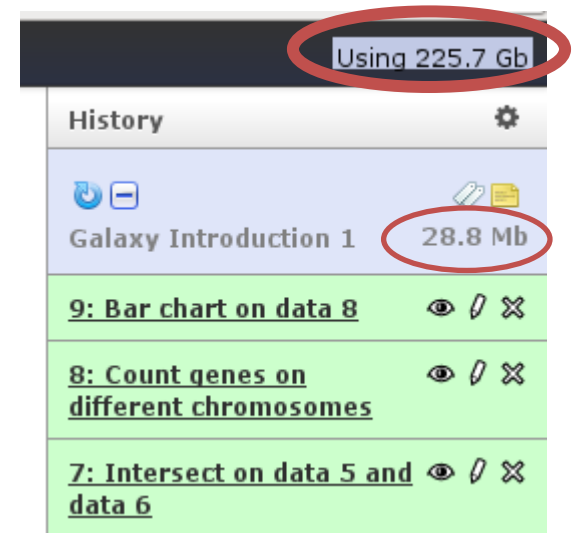 Using 225.7 Gb
History
Galaxy Introduction 1 28.8 Mb
9: Bar chart on data 8
8: Count genes on
different chromosomes
7: Intersect on data 5 and
data 6